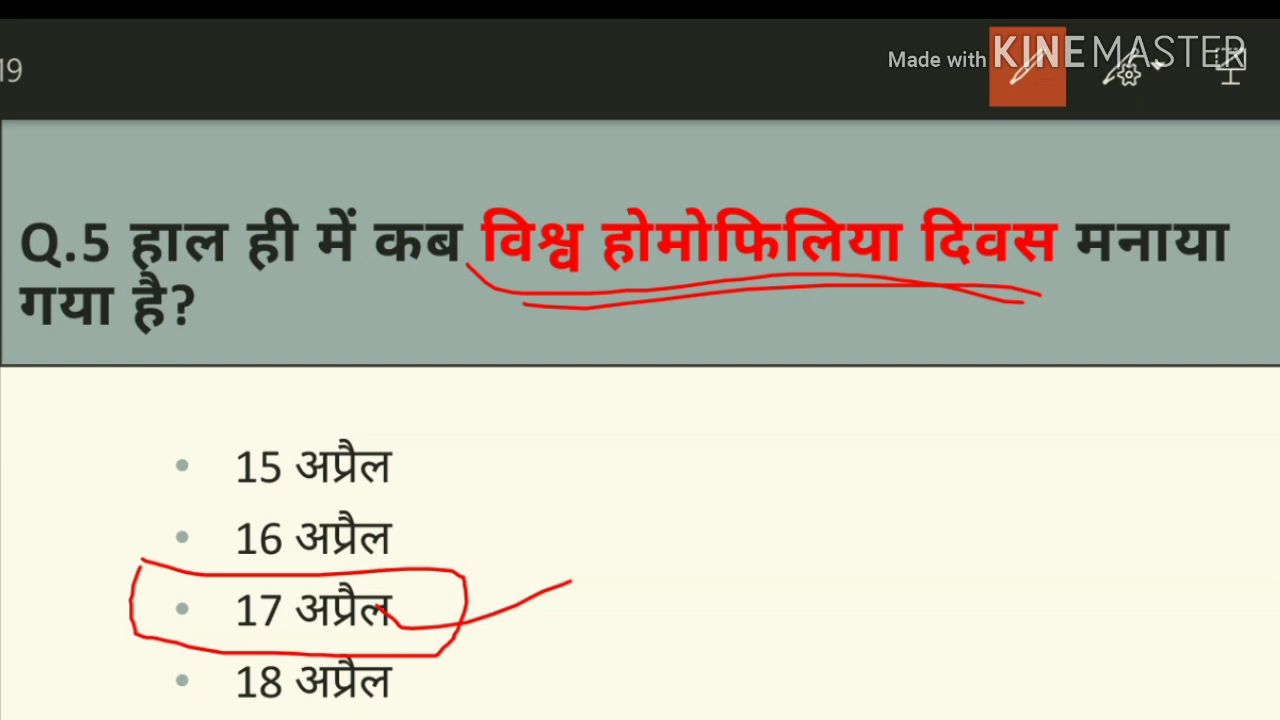 Made with KINEMASTER
19
Q.5 हाल ही में कब विश्व होमोफिलिया दिवस मनाया
गया है?
• 15 अप्रैल
• 16 अप्रैल
• 17 अप्रैल
• 18 अप्रैल